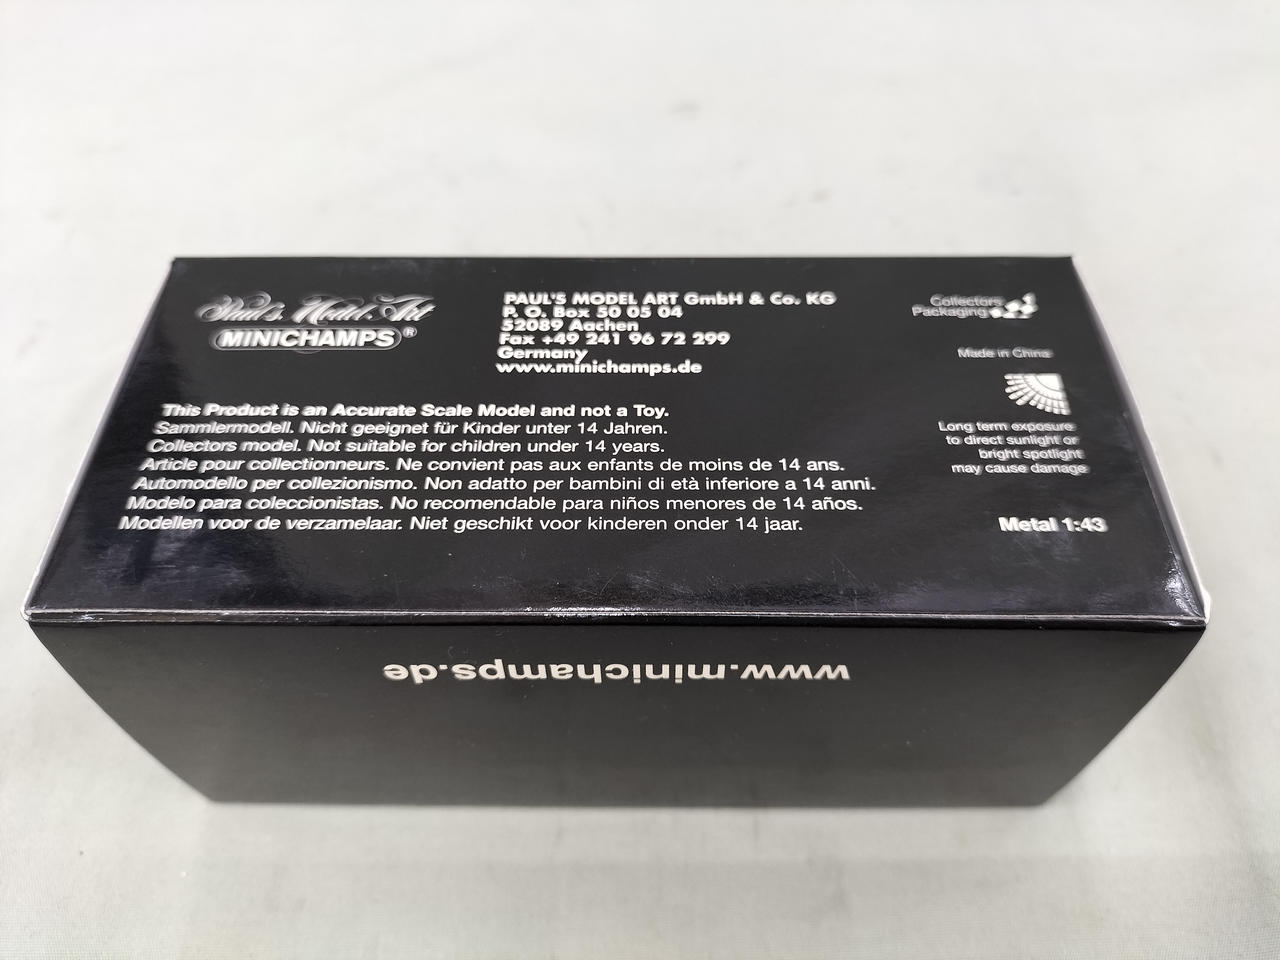 Paul's Model Art
MINICHAMPS®
PAUL'S MODEL ART GmbH & Co. KG
P. O. Box 50 05 04
52089 Aachen
Fax +49 241 96 72 299
Germany
www.minichamps.de
Collectors
Packaging
Made in China
Long term exposure
to direct sunlight or
bright spotlight
may cause damage
This Product is an Accurate Scale Model and not a Toy.
Sammlermodell. Nicht geeignet für Kinder unter 14 Jahren.
Collectors model. Not suitable for children under 14 years.
Article pour collectionneurs. Ne convient pas aux enfants de moins de 14 ans.
Automodello per collezionismo. Non adatto per bambini di età inferiore a 14 anni.
Modelo para coleccionistas. No recomendable para niños menores de 14 años.
Modellen voor de verzamelaar. Niet geschikt voor kinderen onder 14 jaar.
Metal 1:43
www.minichamps.de